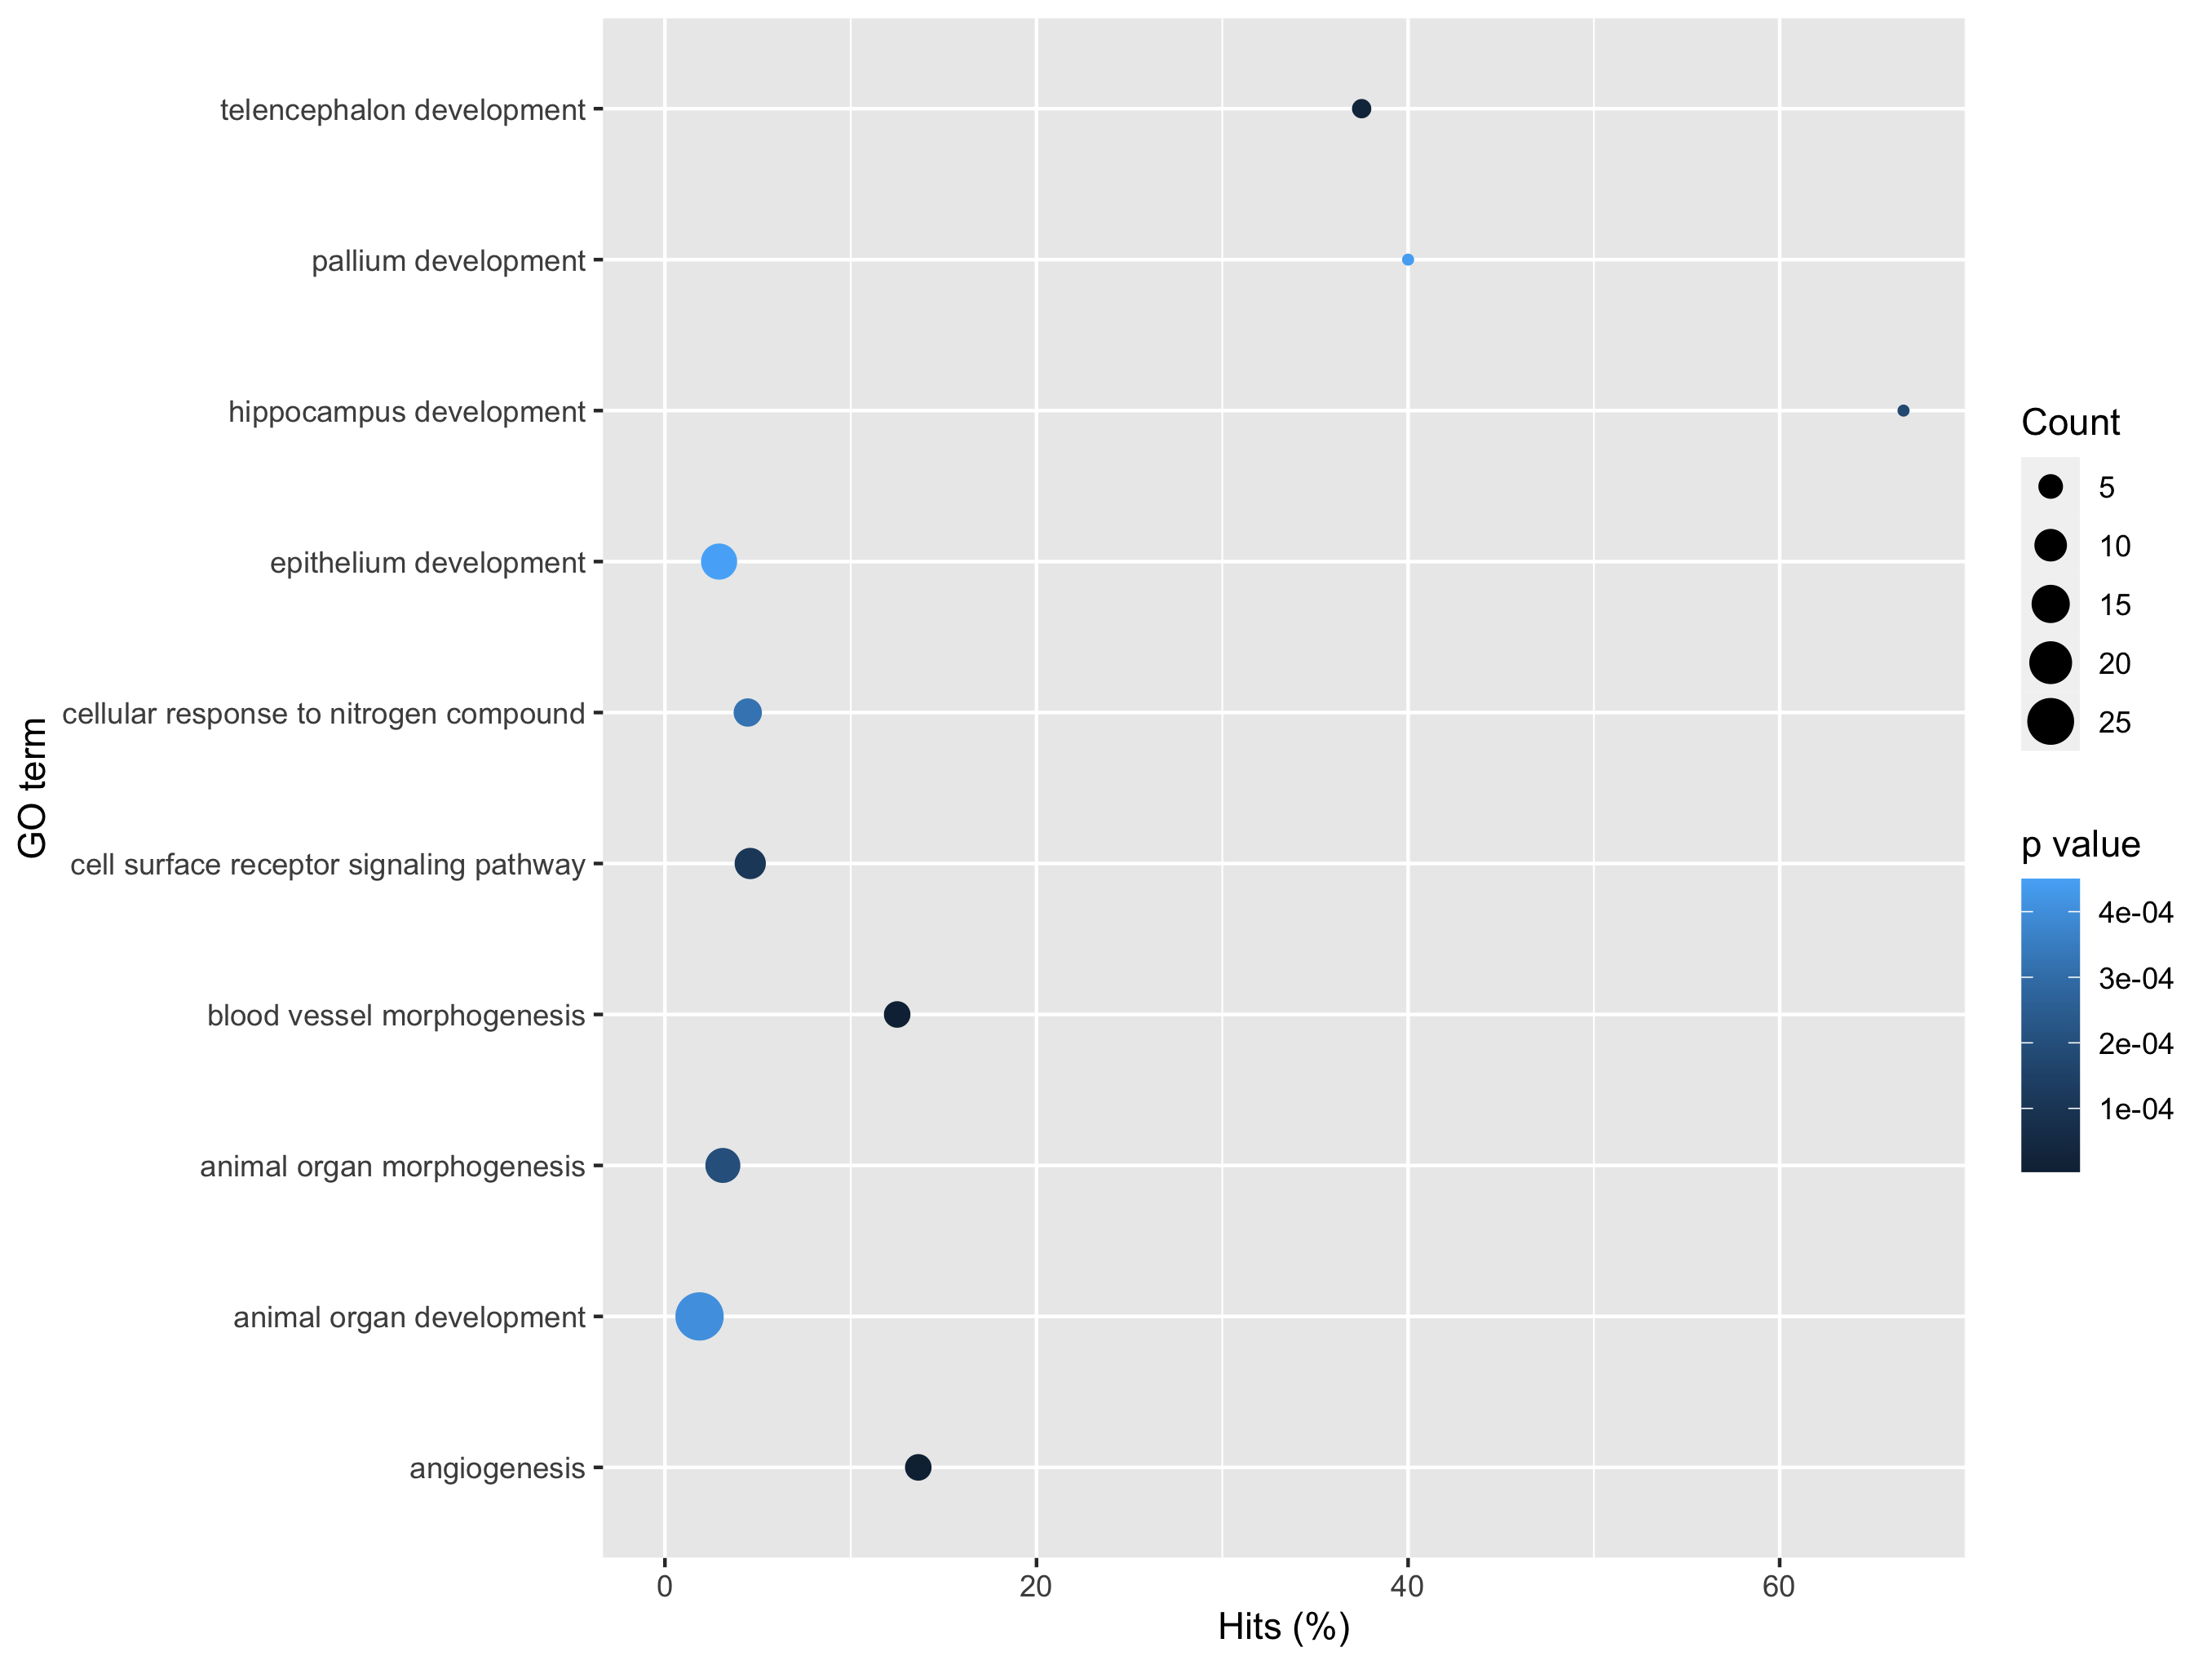 telencephalon development
pallium development
hippocampus development
epithelium development
cellular response to nitrogen compound
cell surface receptor signaling pathway
blood vessel morphogenesis
animal organ morphogenesis
animal organ development
angiogenesis
GO term
0
20
40
60
Hits (%)
Count
5
10
15
20
25
p value
4e-04
3e-04
2e-04
1e-04